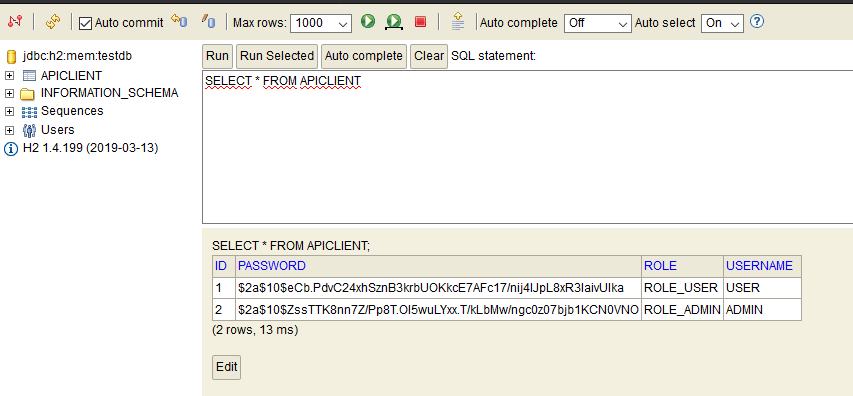 Auto commit Max rows: 1000 Auto complete Off Auto select On ?
jdbc:h2:mem:testdb
APICLIENT
INFORMATION_SCHEMA
Sequences
Users
H2 1.4.199 (2019-03-13)
Run Run Selected Auto complete Clear SQL statement:
SELECT * FROM APICLIENT
SELECT * FROM APICLIENT;
ID PASSWORD ROLE USERNAME
1 $2a$10$eCb.PdvC24xhSznB3krbUOKkcE7AFc17/nij4lJpL8xR3IaivUIka ROLE_USER USER
2 $2a$10$ZssTTK8nn7Z/Pp8T.OI5wuLYxx.T/kLbMw/ngc0z07bjb1KCN0VNO ROLE_ADMIN ADMIN
(2 rows, 13 ms)
Edit